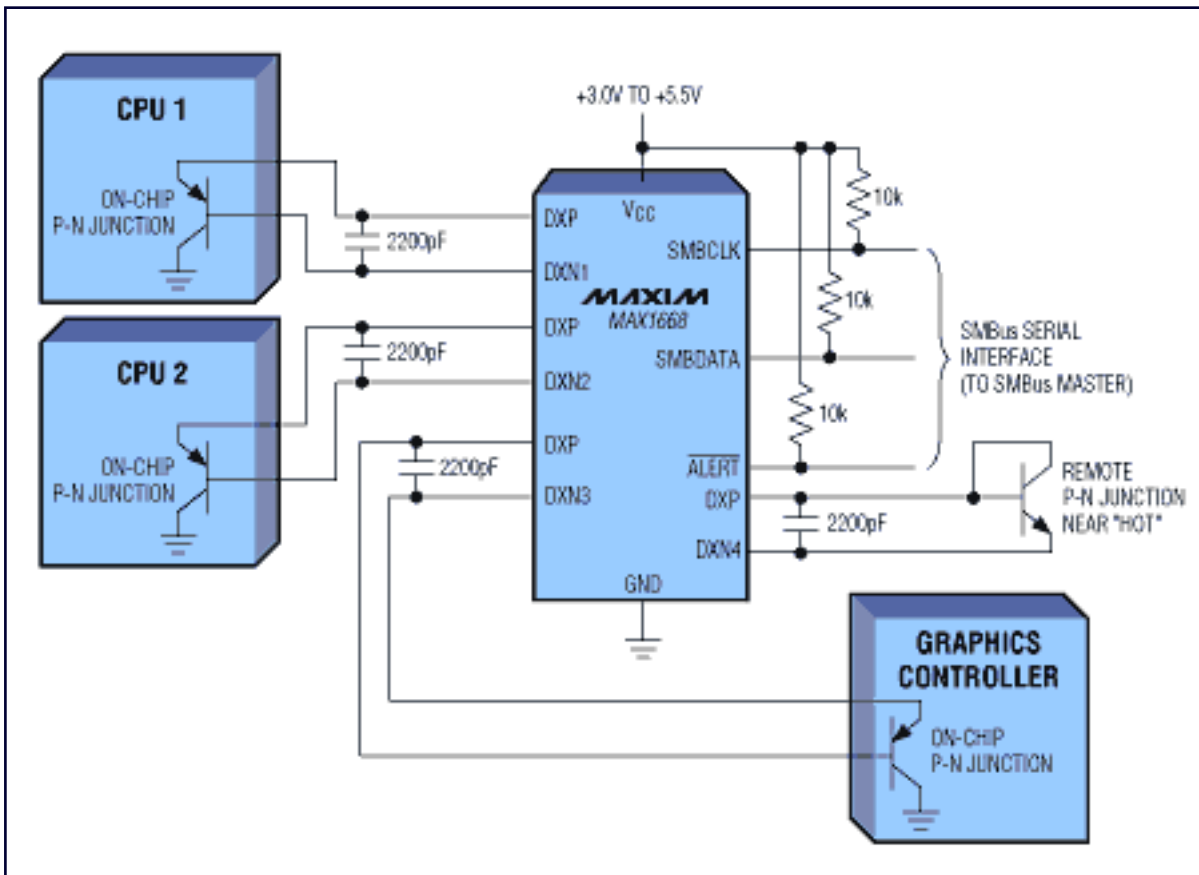 CPU 1
ON-CHIP
P-N JUNCTION
2200pF
CPU 2
ON-CHIP
P-N JUNCTION
2200pF
2200pF
+3.0V TO +5.5V
VCC
DXP
DXN1
DXP
DXN2
DXP
DXN3
MAXIM
MAX1668
SMBCLK
SMBDATA
ALERT
DXP
DXN4
GND
10k
10k
10k
SMBus SERIAL
INTERFACE
(TO SMBus MASTER)
2200pF
REMOTE
P-N JUNCTION
NEAR "HOT"
GRAPHICS
CONTROLLER
ON-CHIP
P-N JUNCTION